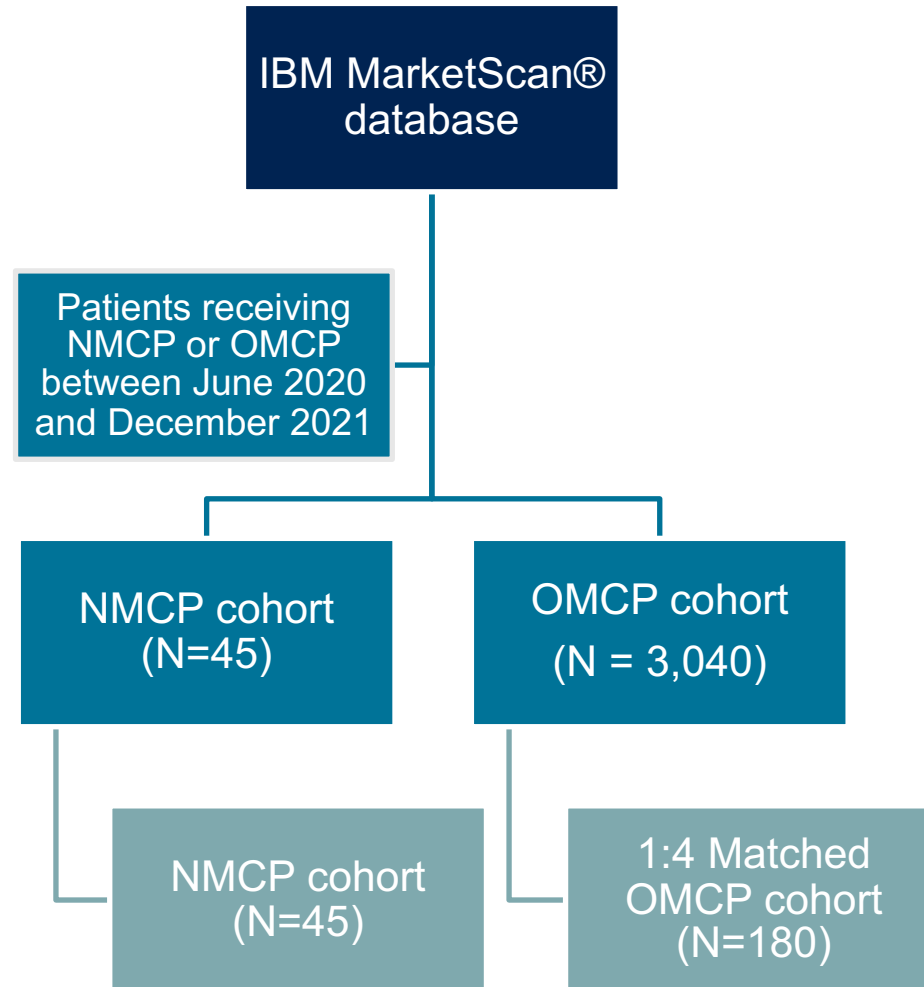 IBM MarketScan®
database
Patients receiving
NMCP or OMCP
between June 2020
and December 2021
NMCP cohort
(N=45)
OMCP cohort
(N = 3,040)
NMCP cohort
(N=45)
1:4 Matched
OMCP cohort
(N=180)